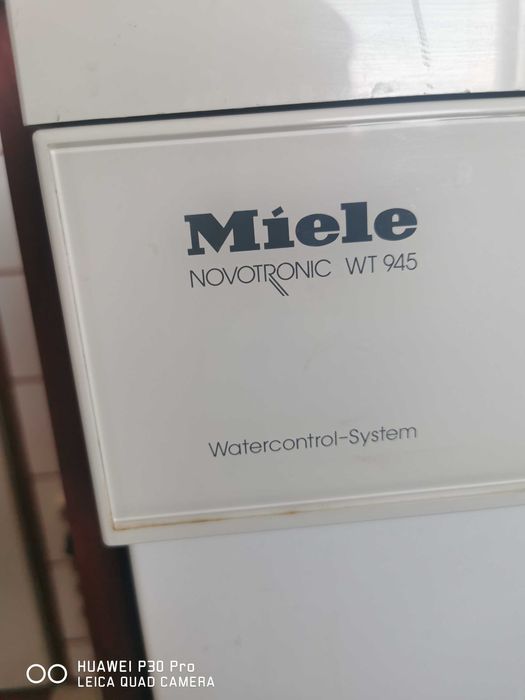 Miele
NOVOTRONIC WT 945
Watercontrol-System
HUAWEI P30 Pro
LEICA QUAD CAMERA